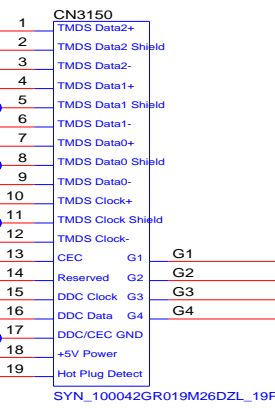 CN3150
1 TMDS Data2+
2 TMDS Data2 Shield
3 TMDS Data2-
4 TMDS Data1+
5 TMDS Data1 Shield
6 TMDS Data1-
7 TMDS Data0+
8 TMDS Data0 Shield
9 TMDS Data0-
10 TMDS Clock+
11 TMDS Clock Shield
12 TMDS Clock-
13 CEC G1 G1
14 Reserved G2 G2
15 DDC Clock G3 G3
16 DDC Data G4 G4
17 DDC/CEC GND
18 +5V Power
19 Hot Plug Detect
SYN_100042GR019M26DZL_19P